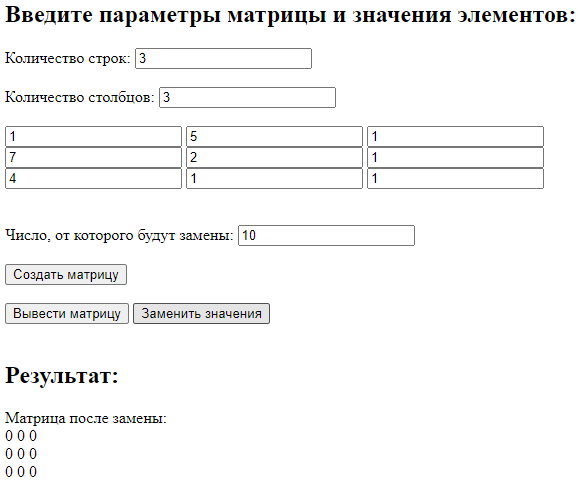 Введите параметры матрицы и значения элементов:
Количество строк: 3
Количество столбцов: 3
1 5 1
7 2 1
4 1 1
Число, от которого будут замены: 10
Создать матрицу
Вывести матрицу Заменить значения
Результат:
Матрица после замены:
0 0 0
0 0 0
0 0 0